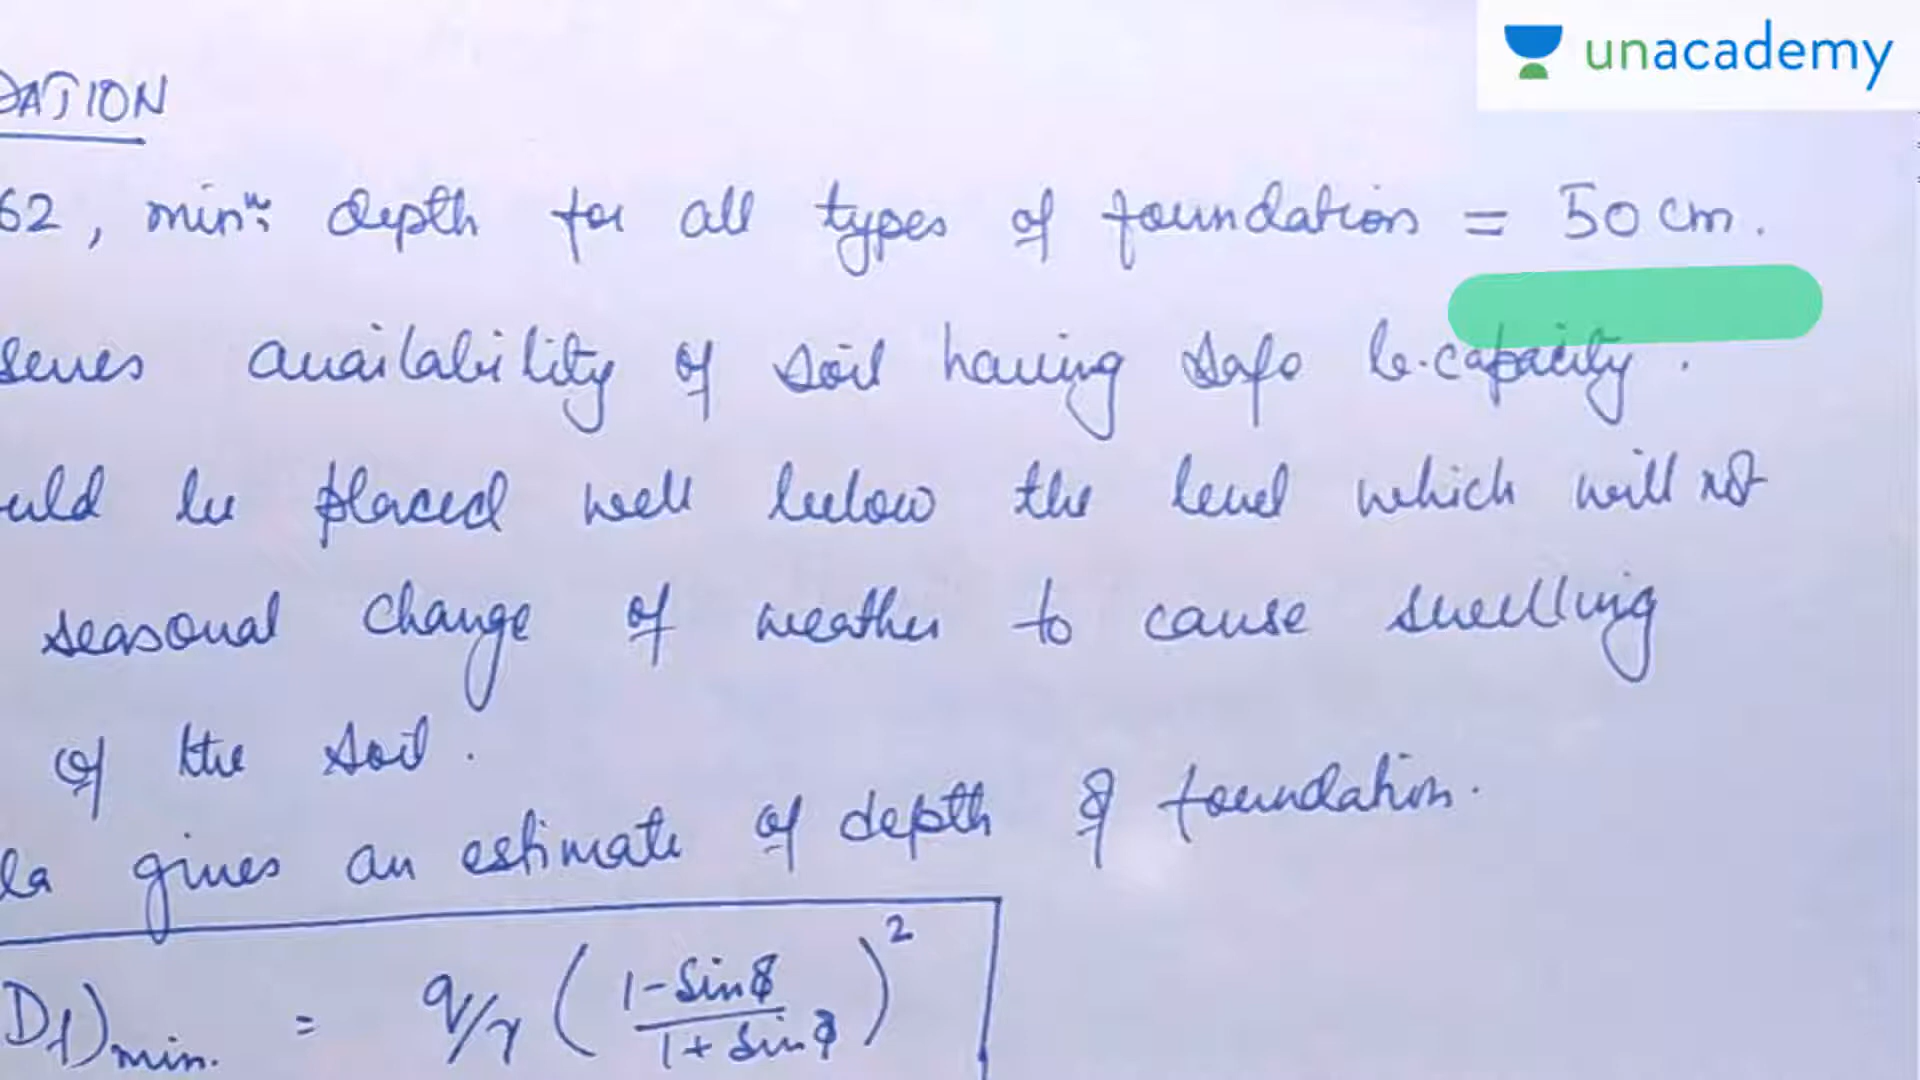 unacademy
DATION
62, minm. depth for all types of foundation = 50 cm.
availability of soil having safe b.capacity.
uld be placed well below the level which will not
seasonal change of weather to cause swelling
of the soil.
la gives an estimate of depth of foundation.
Df)min. = q/γ (1-Sinϕ / 1+Sinϕ)²